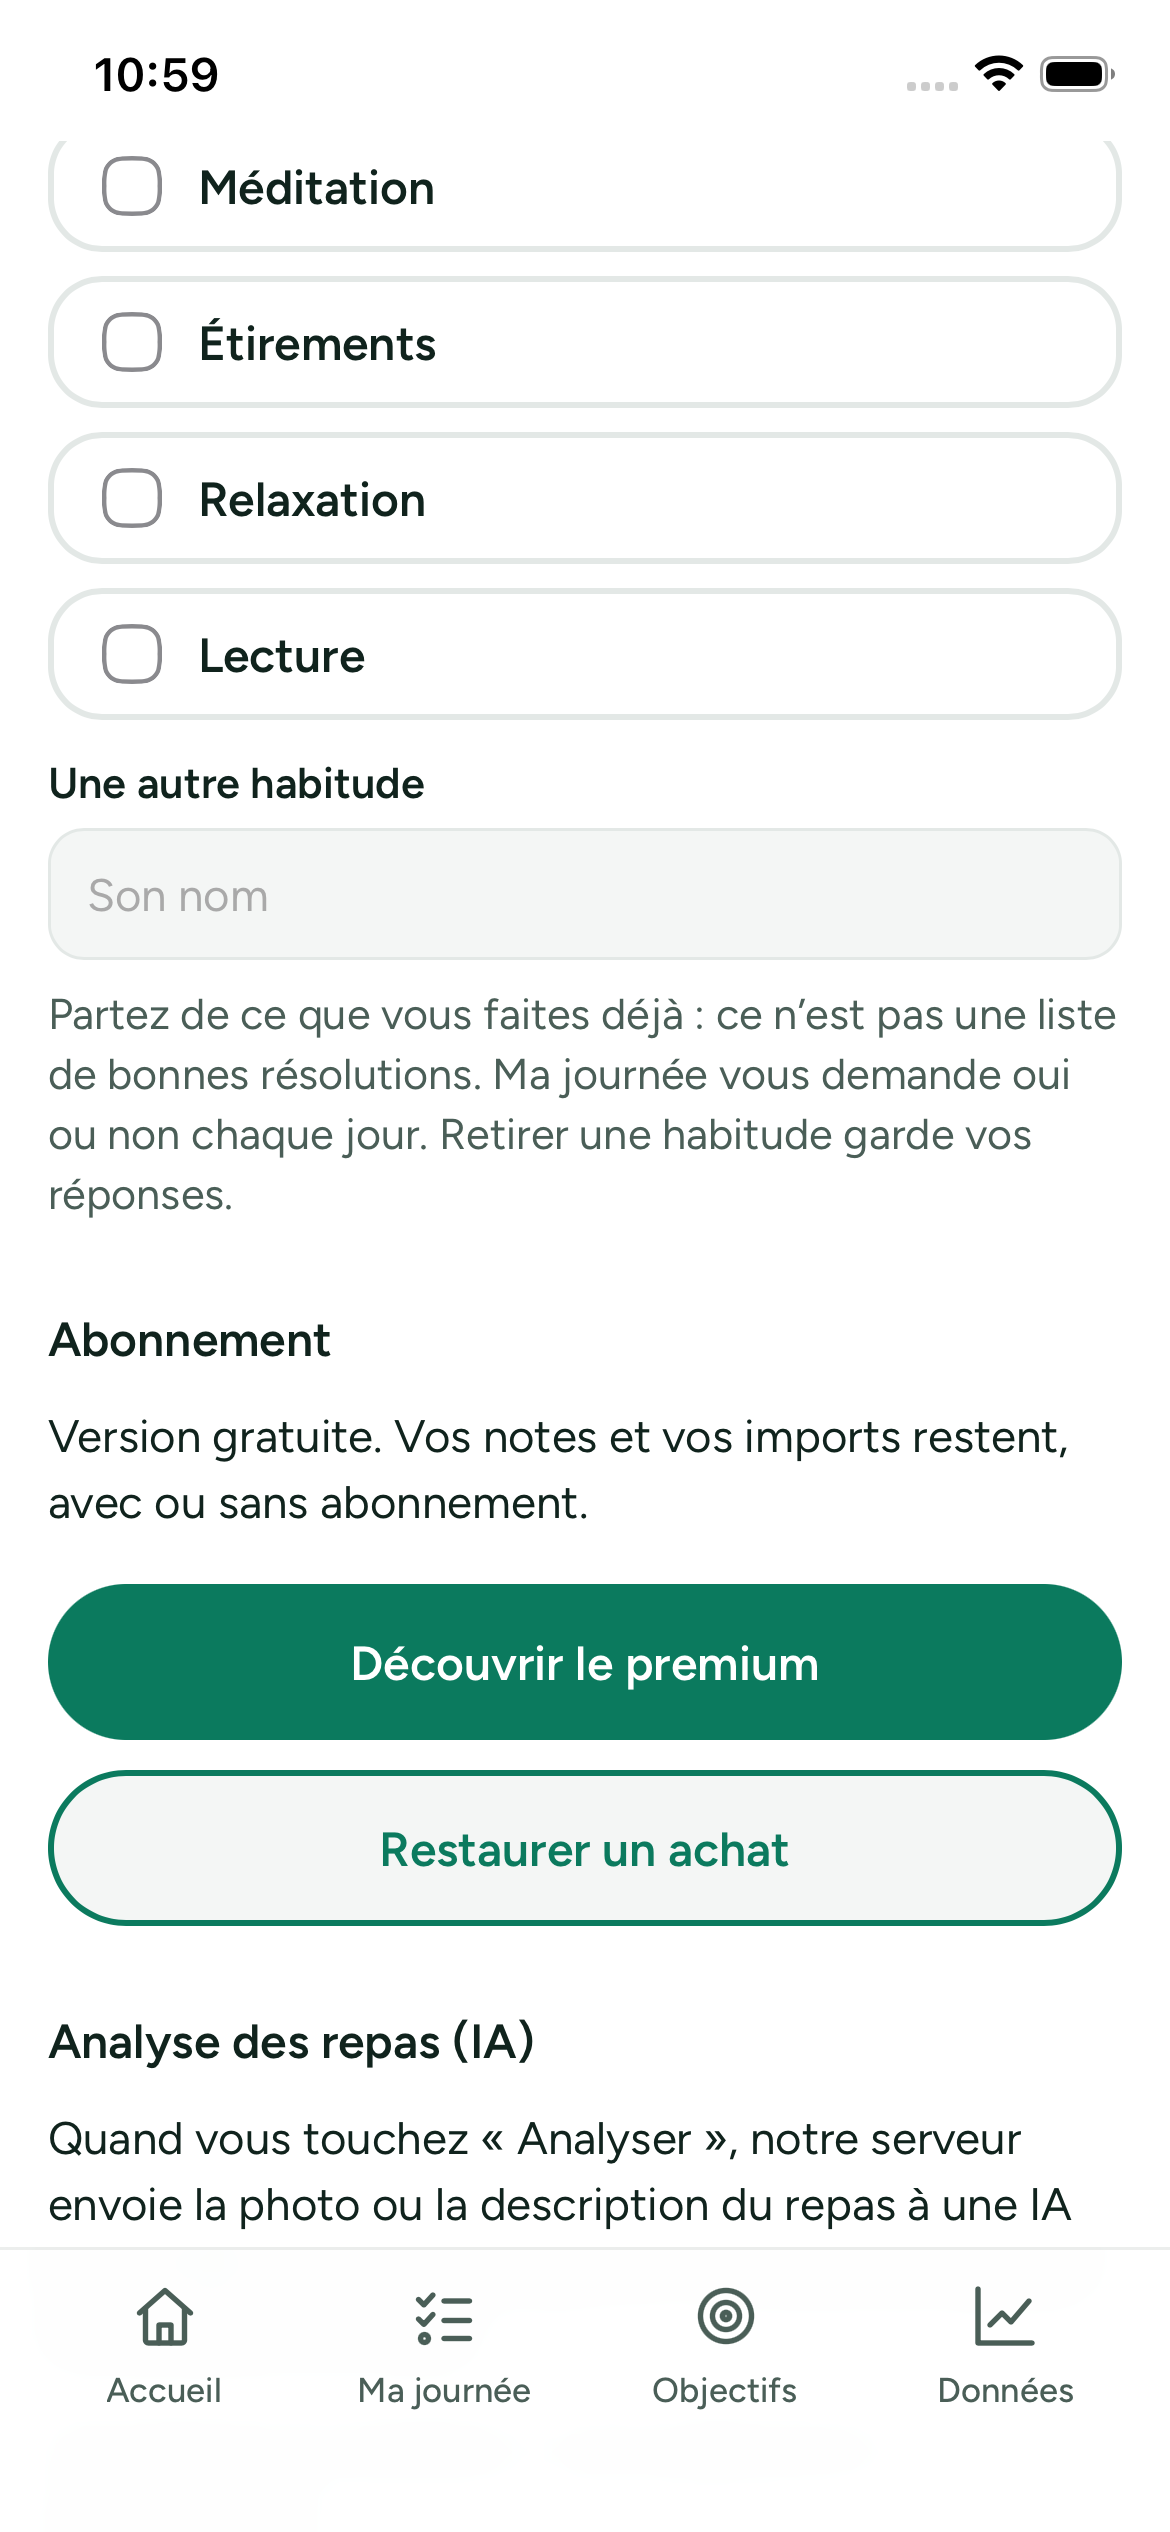 10:59
Méditation
Étirements
Relaxation
Lecture
Une autre habitude
Son nom
Partez de ce que vous faites déjà : ce n’est pas une liste
de bonnes résolutions. Ma journée vous demande oui
ou non chaque jour. Retirer une habitude garde vos
réponses.
Abonnement
Version gratuite. Vos notes et vos imports restent,
avec ou sans abonnement.
Découvrir le premium
Restaurer un achat
Analyse des repas (IA)
Quand vous touchez « Analyser », notre serveur
envoie la photo ou la description du repas à une IA
Accueil
Ma journée
Objectifs
Données